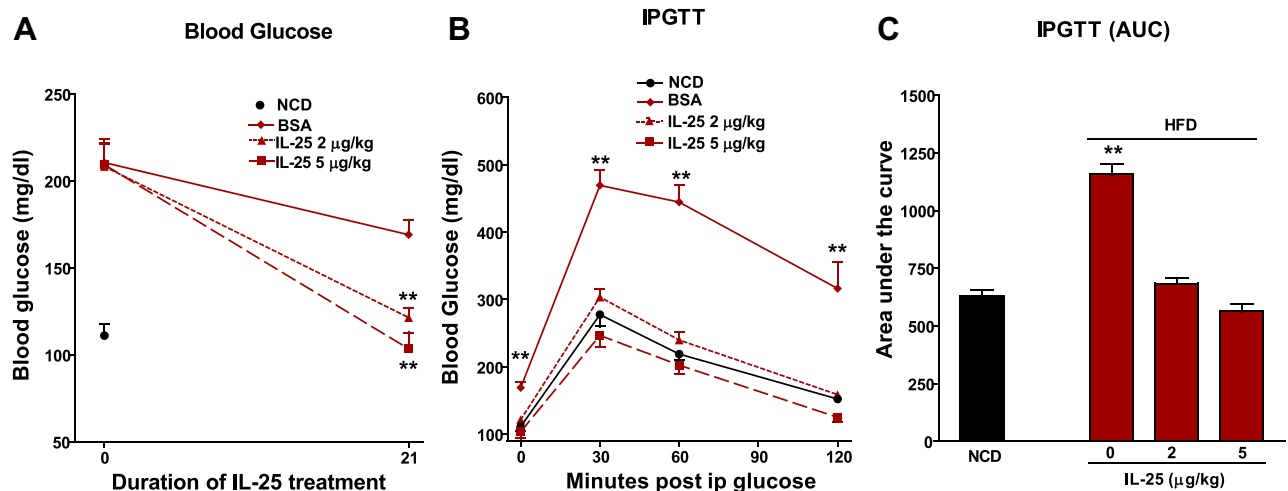 A
Blood Glucose
Blood glucose (mg/dl)
250
200
150
100
50
NCD
BSA
IL-25 2 μg/kg
IL-25 5 μg/kg
**
**
0
21
Duration of IL-25 treatment
B
IPGTT
Blood Glucose (mg/dl)
600
500
400
300
200
100
NCD
BSA
IL-25 2 μg/kg
IL-25 5 μg/kg
**
**
**
**
0
30
60
90
120
Minutes post ip glucose
C
IPGTT (AUC)
Area under the curve
1500
1250
1000
750
500
250
0
HFD
**
NCD
0
2
5
IL-25 (μg/kg)